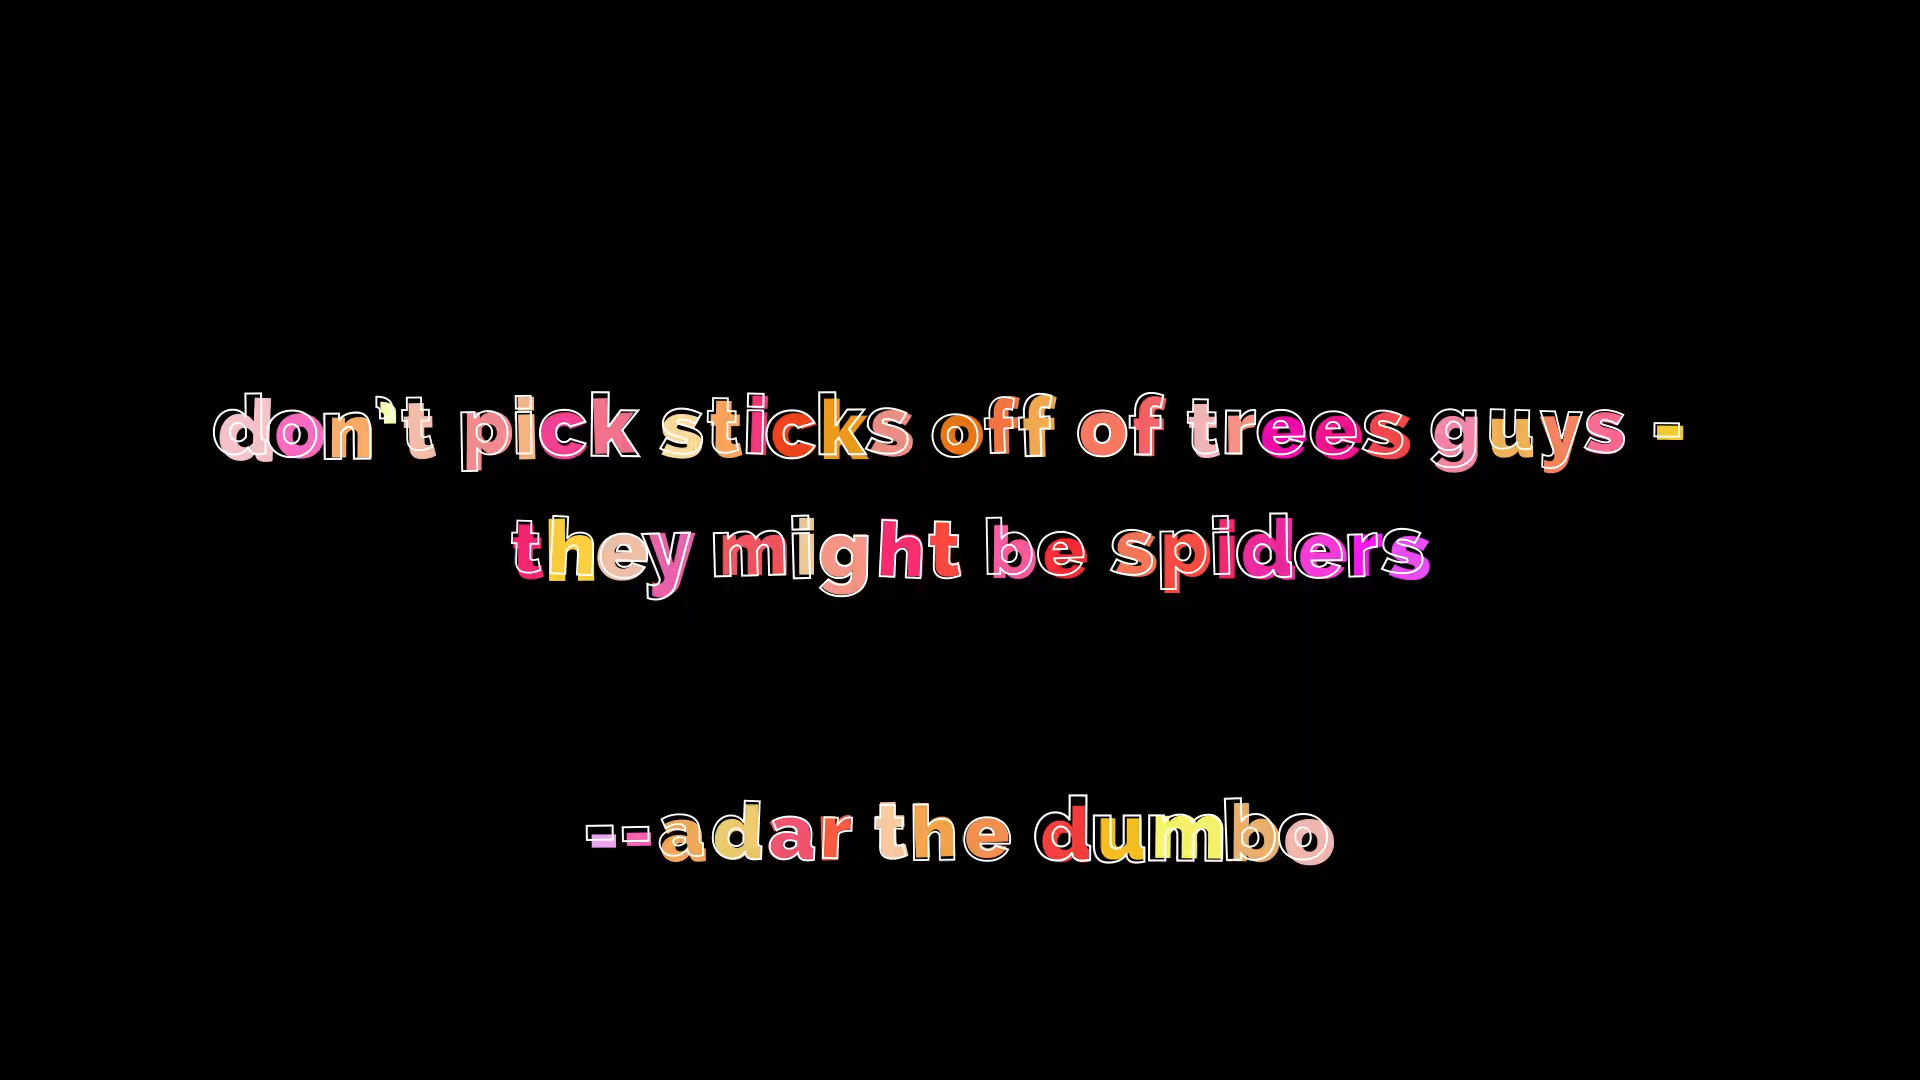 don't pick sticks off of trees guys -
they might be spiders
--adar the dumbo